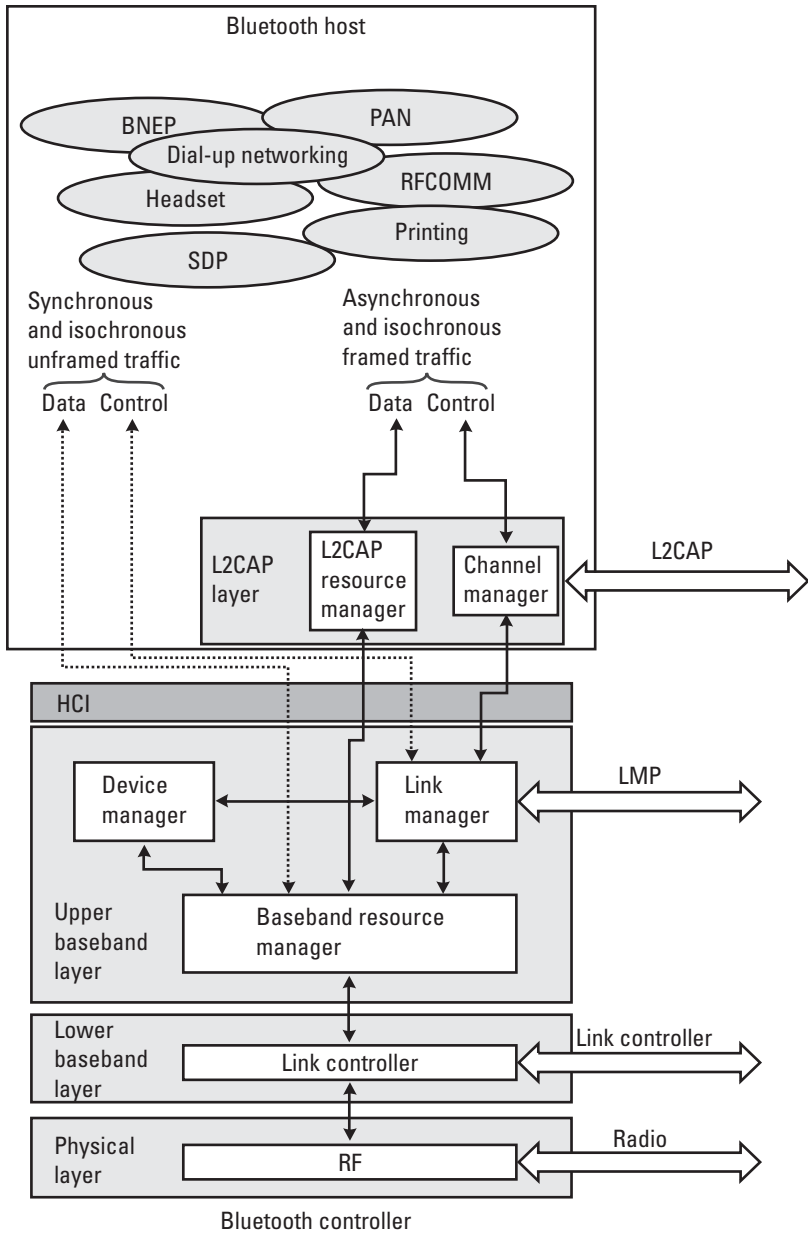 Bluetooth host
BNEP
PAN
Dial-up networking
Headset
RFCOMM
Printing
SDP
Synchronous
and isochronous
unframed traffic
Data Control
Asynchronous
and isochronous
framed traffic
Data Control
L2CAP
layer
L2CAP
resource
manager
Channel
manager
L2CAP
HCI
Device
manager
Link
manager
LMP
Upper
baseband
layer
Baseband resource
manager
Lower
baseband
layer
Link controller
Link controller
Physical
layer
RF
Radio
Bluetooth controller